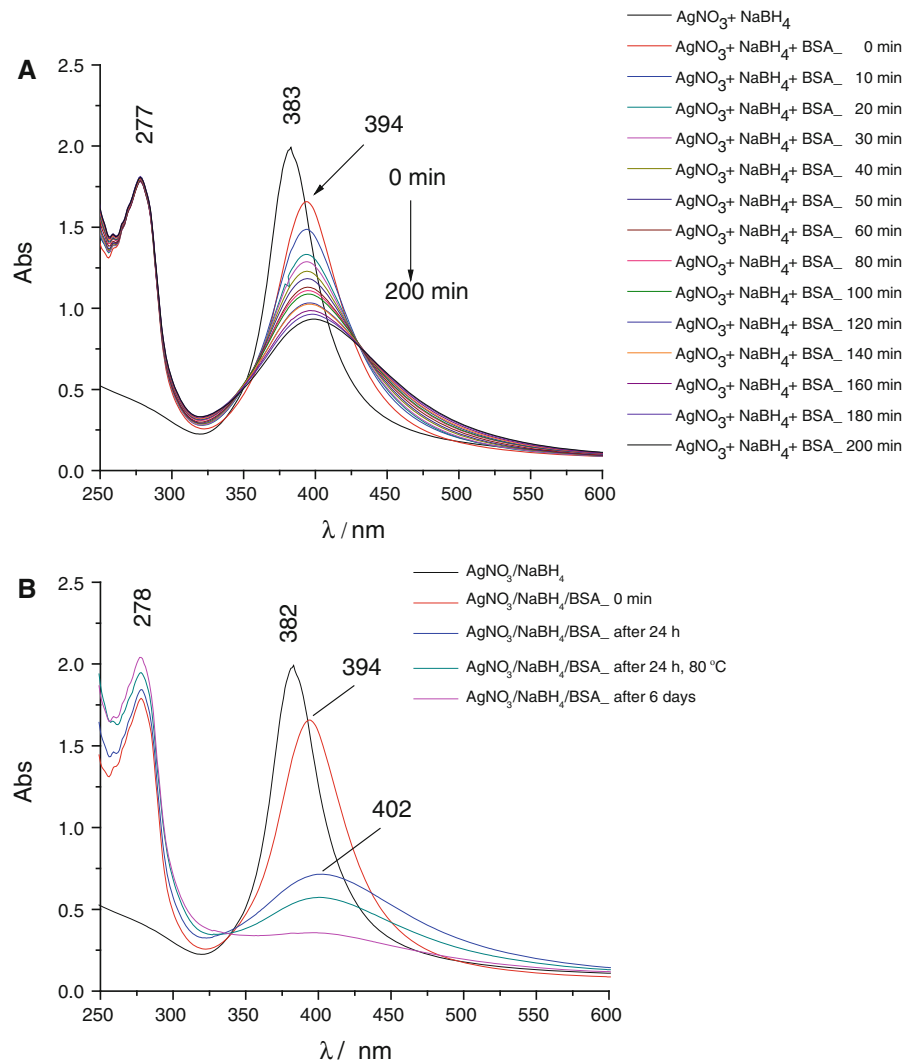 A
AgNO3+ NaBH4
AgNO3+ NaBH4+ BSA_ 0 min
AgNO3+ NaBH4+ BSA_ 10 min
AgNO3+ NaBH4+ BSA_ 20 min
AgNO3+ NaBH4+ BSA_ 30 min
AgNO3+ NaBH4+ BSA_ 40 min
AgNO3+ NaBH4+ BSA_ 50 min
AgNO3+ NaBH4+ BSA_ 60 min
AgNO3+ NaBH4+ BSA_ 80 min
AgNO3+ NaBH4+ BSA_ 100 min
AgNO3+ NaBH4+ BSA_ 120 min
AgNO3+ NaBH4+ BSA_ 140 min
AgNO3+ NaBH4+ BSA_ 160 min
AgNO3+ NaBH4+ BSA_ 180 min
AgNO3+ NaBH4+ BSA_ 200 min
277
383
394
0 min
200 min
2.5
2.0
1.5
1.0
0.5
0.0
Abs
250 300 350 400 450 500 550 600
λ / nm
B
AgNO3/NaBH4
AgNO3/NaBH4/BSA_ 0 min
AgNO3/NaBH4/BSA_ after 24 h
AgNO3/NaBH4/BSA_ after 24 h, 80 °C
AgNO3/NaBH4/BSA_ after 6 days
278
382
394
402
2.5
2.0
1.5
1.0
0.5
0.0
Abs
250 300 350 400 450 500 550 600
λ / nm